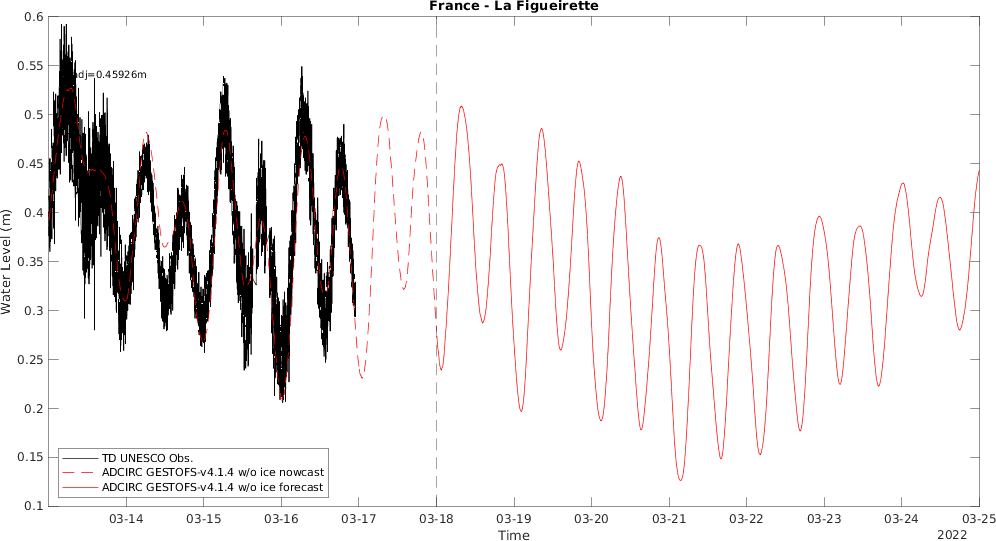 France - La Figueirette
0.6
0.55
0.5
0.45
0.4
0.35
0.3
0.25
0.2
0.15
0.1
Water Level (m)
adj=0.45926m
TD UNESCO Obs.
ADCIRC GESTOFS-v4.1.4 w/o ice nowcast
ADCIRC GESTOFS-v4.1.4 w/o ice forecast
03-14 03-15 03-16 03-17 03-18 03-19 03-20 03-21 03-22 03-23 03-24 03-25
Time
2022